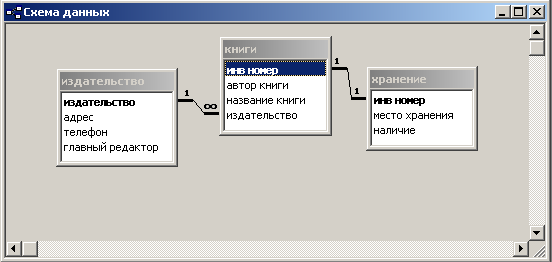 Схема данных
издательство
издательство
адрес
телефон
главный редактор
1
∞
книги
инв номер
автор книги
название книги
издательство
1
1
хранение
инв номер
место хранения
наличие